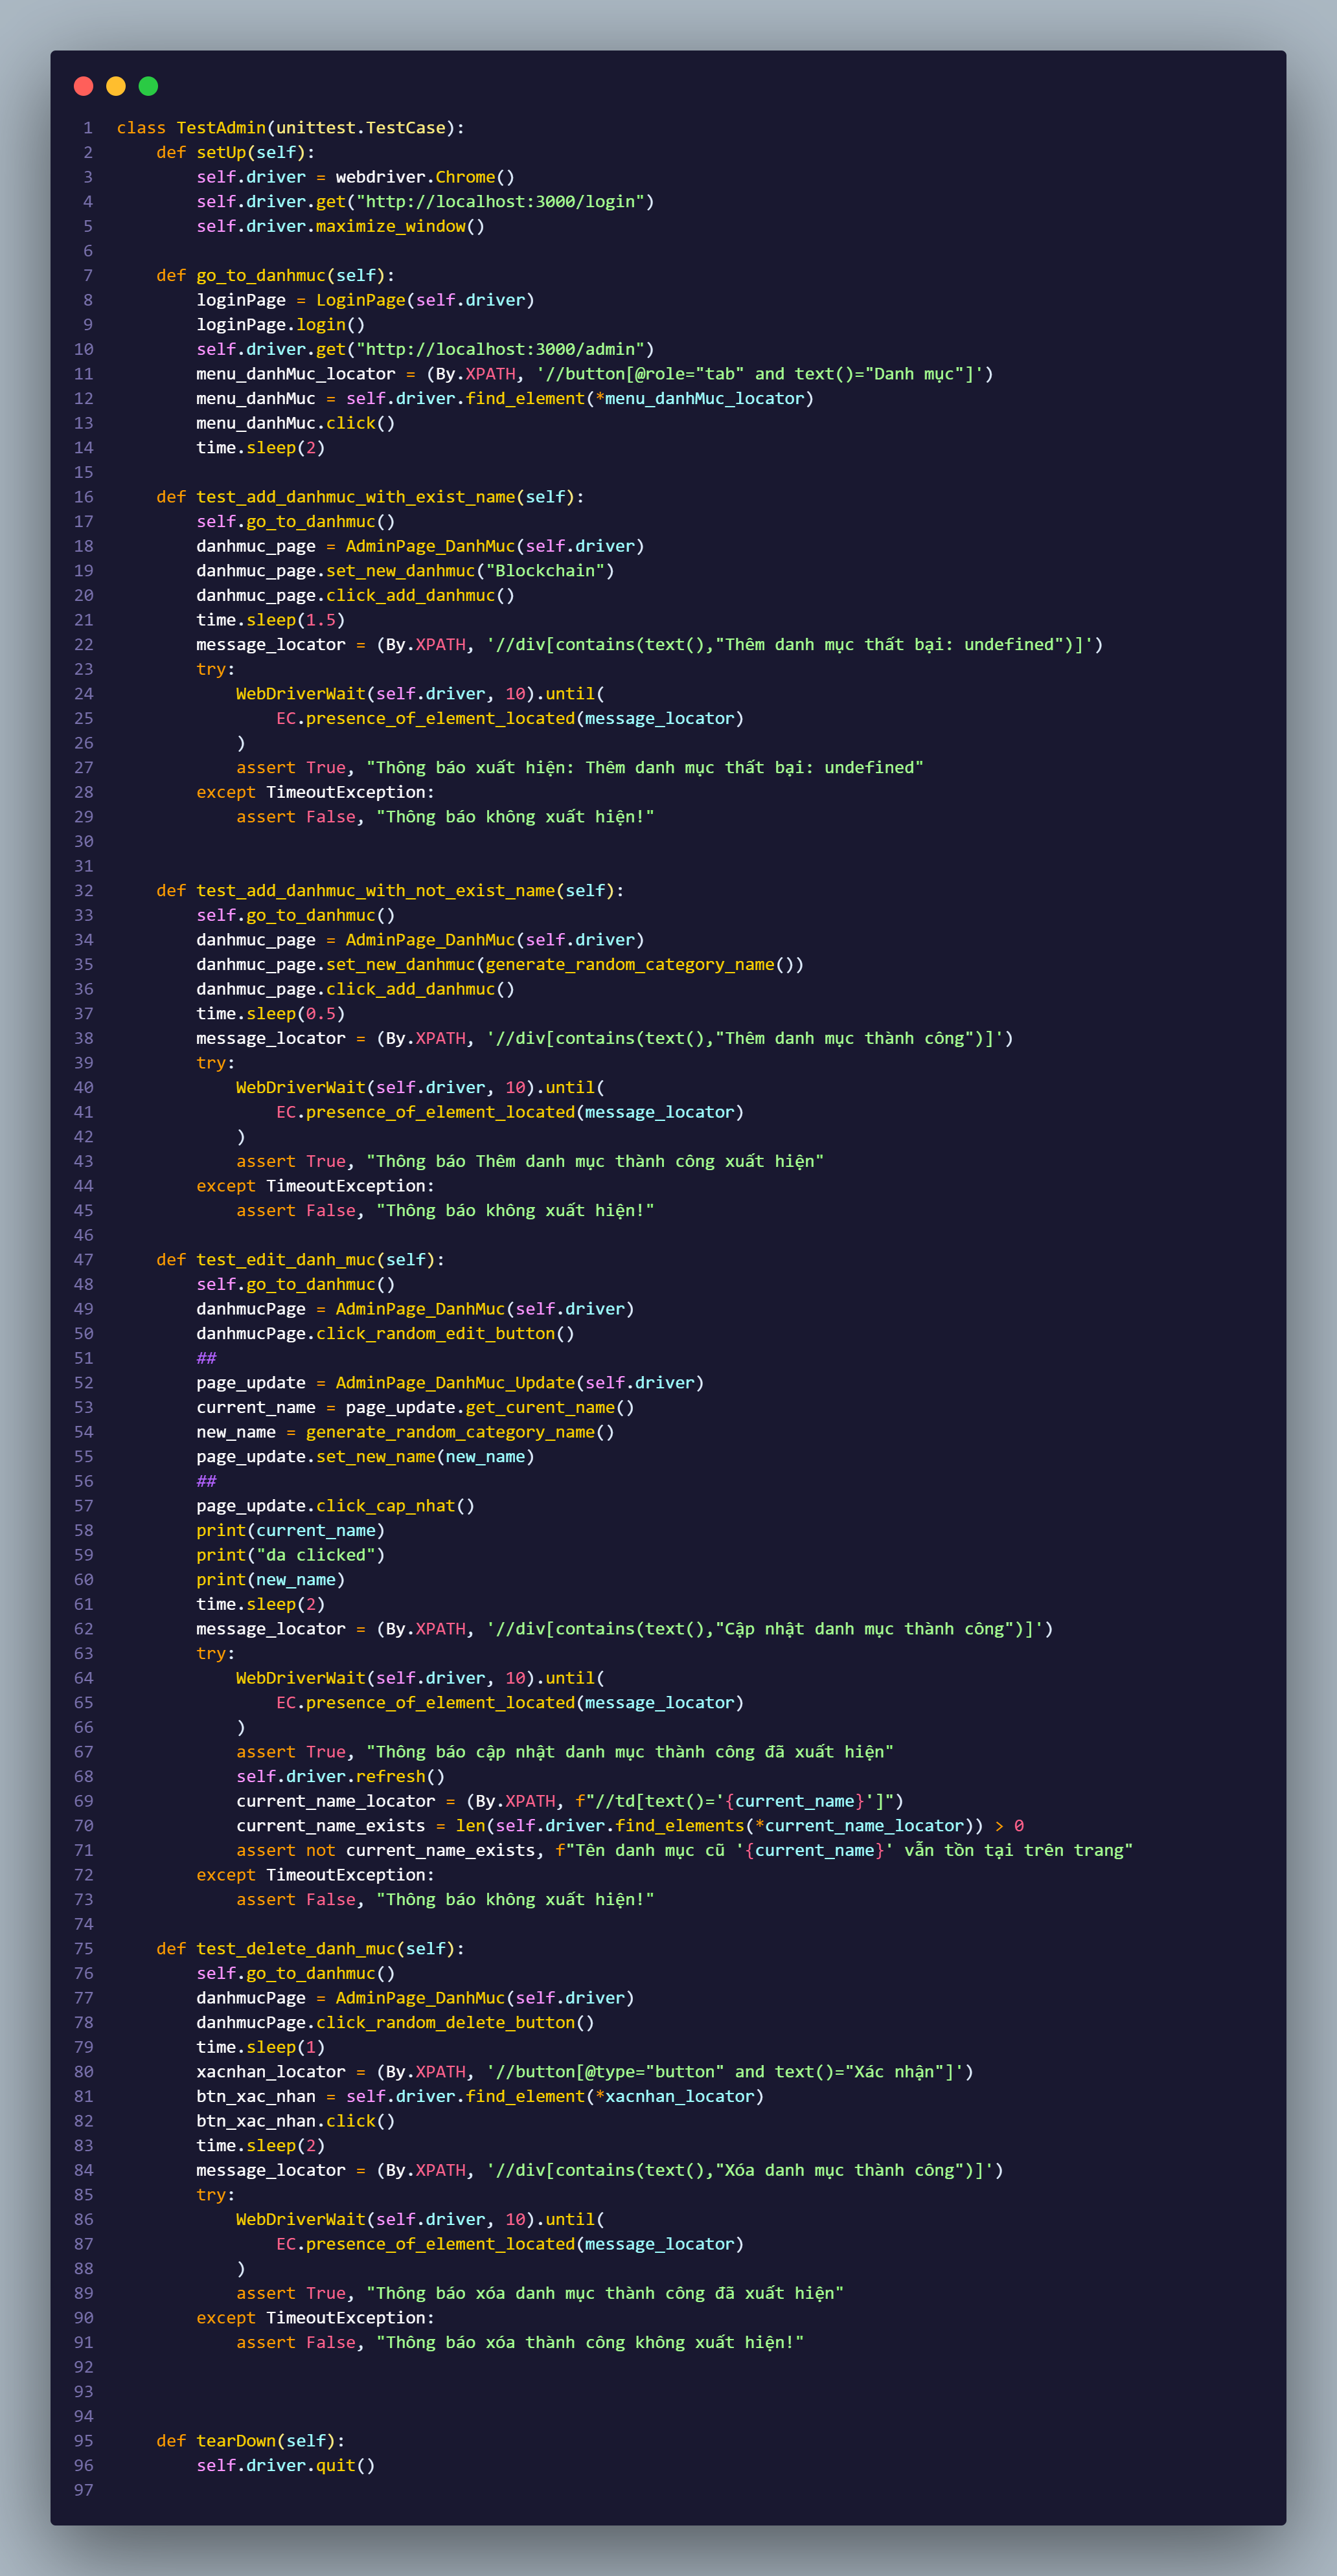 1 class TestAdmin(unittest.TestCase):
2     def setUp(self):
3         self.driver = webdriver.Chrome()
4         self.driver.get("http://localhost:3000/login")
5         self.driver.maximize_window()
6
7     def go_to_danhmuc(self):
8         loginPage = LoginPage(self.driver)
9         loginPage.login()
10         self.driver.get("http://localhost:3000/admin")
11         menu_danhMuc_locator = (By.XPATH, '//button[@role="tab" and text()="Danh mục"]')
12         menu_danhMuc = self.driver.find_element(*menu_danhMuc_locator)
13         menu_danhMuc.click()
14         time.sleep(2)
15
16     def test_add_danhmuc_with_exist_name(self):
17         self.go_to_danhmuc()
18         danhmuc_page = AdminPage_DanhMuc(self.driver)
19         danhmuc_page.set_new_danhmuc("Blockchain")
20         danhmuc_page.click_add_danhmuc()
21         time.sleep(1.5)
22         message_locator = (By.XPATH, '//div[contains(text(),"Thêm danh mục thất bại: undefined")]')
23         try:
24             WebDriverWait(self.driver, 10).until(
25                 EC.presence_of_element_located(message_locator)
26             )
27             assert True, "Thông báo xuất hiện: Thêm danh mục thất bại: undefined"
28         except TimeoutException:
29             assert False, "Thông báo không xuất hiện!"
30
31
32     def test_add_danhmuc_with_not_exist_name(self):
33         self.go_to_danhmuc()
34         danhmuc_page = AdminPage_DanhMuc(self.driver)
35         danhmuc_page.set_new_danhmuc(generate_random_category_name())
36         danhmuc_page.click_add_danhmuc()
37         time.sleep(0.5)
38         message_locator = (By.XPATH, '//div[contains(text(),"Thêm danh mục thành công")]')
39         try:
40             WebDriverWait(self.driver, 10).until(
41                 EC.presence_of_element_located(message_locator)
42             )
43             assert True, "Thông báo Thêm danh mục thành công xuất hiện"
44         except TimeoutException:
45             assert False, "Thông báo không xuất hiện!"
46
47     def test_edit_danh_muc(self):
48         self.go_to_danhmuc()
49         danhmucPage = AdminPage_DanhMuc(self.driver)
50         danhmucPage.click_random_edit_button()
51         ##
52         page_update = AdminPage_DanhMuc_Update(self.driver)
53         current_name = page_update.get_curent_name()
54         new_name = generate_random_category_name()
55         page_update.set_new_name(new_name)
56         ##
57         page_update.click_cap_nhat()
58         print(current_name)
59         print("da clicked")
60         print(new_name)
61         time.sleep(2)
62         message_locator = (By.XPATH, '//div[contains(text(),"Cập nhật danh mục thành công")]')
63         try:
64             WebDriverWait(self.driver, 10).until(
65                 EC.presence_of_element_located(message_locator)
66             )
67             assert True, "Thông báo cập nhật danh mục thành công đã xuất hiện"
68             self.driver.refresh()
69             current_name_locator = (By.XPATH, f"//td[text()='{current_name}']")
70             current_name_exists = len(self.driver.find_elements(*current_name_locator)) > 0
71             assert not current_name_exists, f"Tên danh mục cũ '{current_name}' vẫn tồn tại trên trang"
72         except TimeoutException:
73             assert False, "Thông báo không xuất hiện!"
74
75     def test_delete_danh_muc(self):
76         self.go_to_danhmuc()
77         danhmucPage = AdminPage_DanhMuc(self.driver)
78         danhmucPage.click_random_delete_button()
79         time.sleep(1)
80         xacnhan_locator = (By.XPATH, '//button[@type="button" and text()="Xác nhận"]')
81         btn_xac_nhan = self.driver.find_element(*xacnhan_locator)
82         btn_xac_nhan.click()
83         time.sleep(2)
84         message_locator = (By.XPATH, '//div[contains(text(),"Xóa danh mục thành công")]')
85         try:
86             WebDriverWait(self.driver, 10).until(
87                 EC.presence_of_element_located(message_locator)
88             )
89             assert True, "Thông báo xóa danh mục thành công đã xuất hiện"
90         except TimeoutException:
91             assert False, "Thông báo xóa thành công không xuất hiện!"
92
93
94
95     def tearDown(self):
96         self.driver.quit()
97